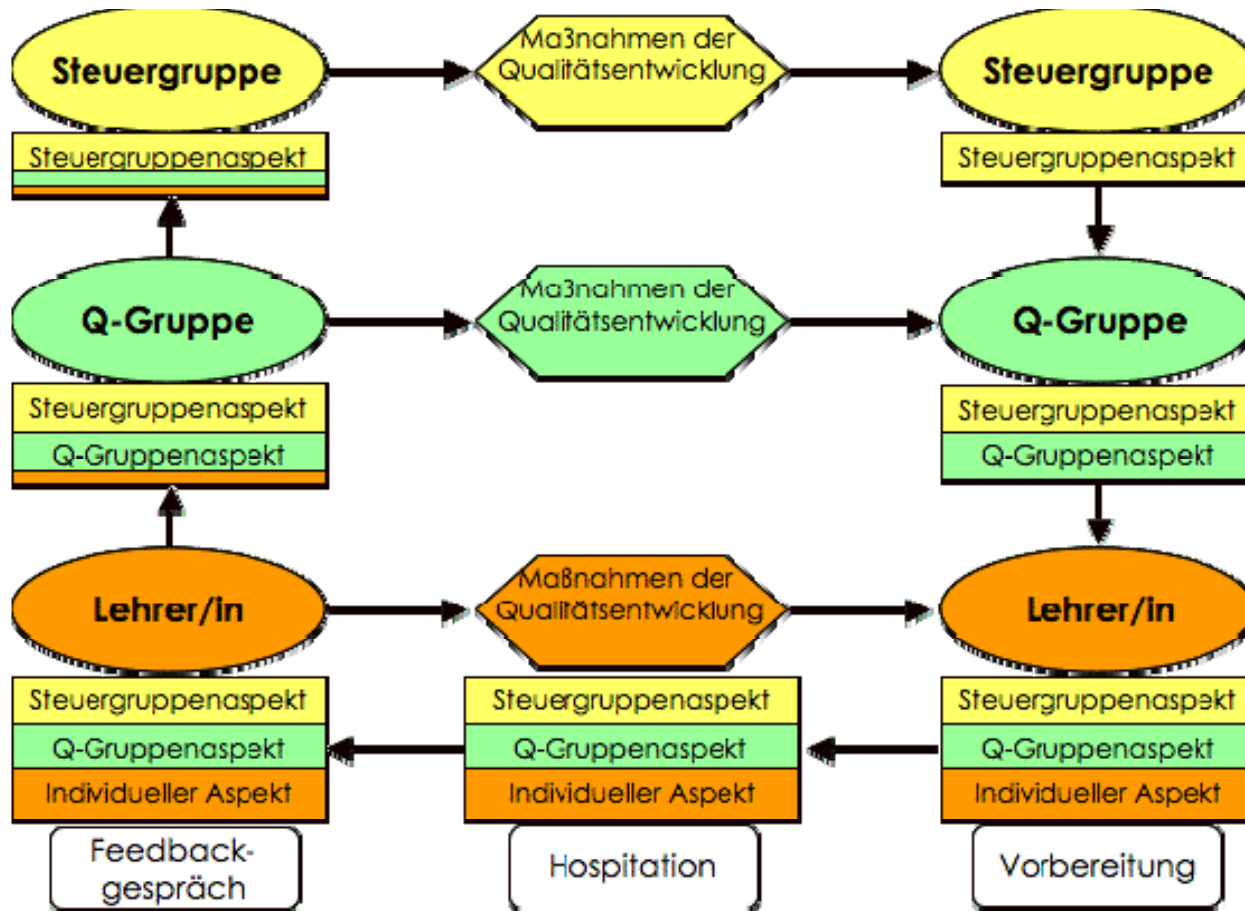 Steuergruppe
Maßnahmen der
Qualitätsentwicklung
Steuergruppe
Steuergruppenaspekt
Steuergruppenaspekt
Q-Gruppe
Maßnahmen der
Qualitätsentwicklung
Q-Gruppe
Steuergruppenaspekt
Q-Gruppenaspekt
Steuergruppenaspekt
Q-Gruppenaspekt
Lehrer/in
Maßnahmen der
Qualitätsentwicklung
Lehrer/in
Steuergruppenaspekt
Q-Gruppenaspekt
Individueller Aspekt
Steuergruppenaspekt
Q-Gruppenaspekt
Individueller Aspekt
Steuergruppenaspekt
Q-Gruppenaspekt
Individueller Aspekt
Feedback-
gespräch
Hospitation
Vorbereitung